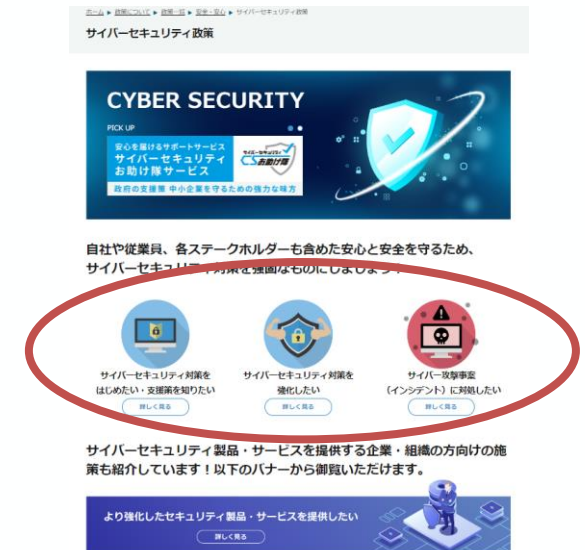 ホーム ▶ 政策について ▶ 政策一覧 ▶ 安全・安心 ▶ サイバーセキュリティ政策
サイバーセキュリティ政策
CYBER SECURITY
PICK UP
安心を届けるサポートサービス
サイバーセキュリティ
お助け隊サービス
サイバーセキュリティ
お助け隊
政府の支援策 中小企業を守るための強力な味方
自社や従業員、各ステークホルダーも含めた安心と安全を守るため、
サイバーセキュリティ対策を強固なものにしましょう!
サイバーセキュリティ対策を
はじめたい・支援策を知りたい
詳しく見る
サイバーセキュリティ対策を
強化したい
詳しく見る
サイバー攻撃事案
(インシデント)に対処したい
詳しく見る
サイバーセキュリティ製品・サービスを提供する企業・組織の方向けの施
策も紹介しています!以下のバナーから御覧いただけます。
より強化したセキュリティ製品・サービスを提供したい
詳しく見る